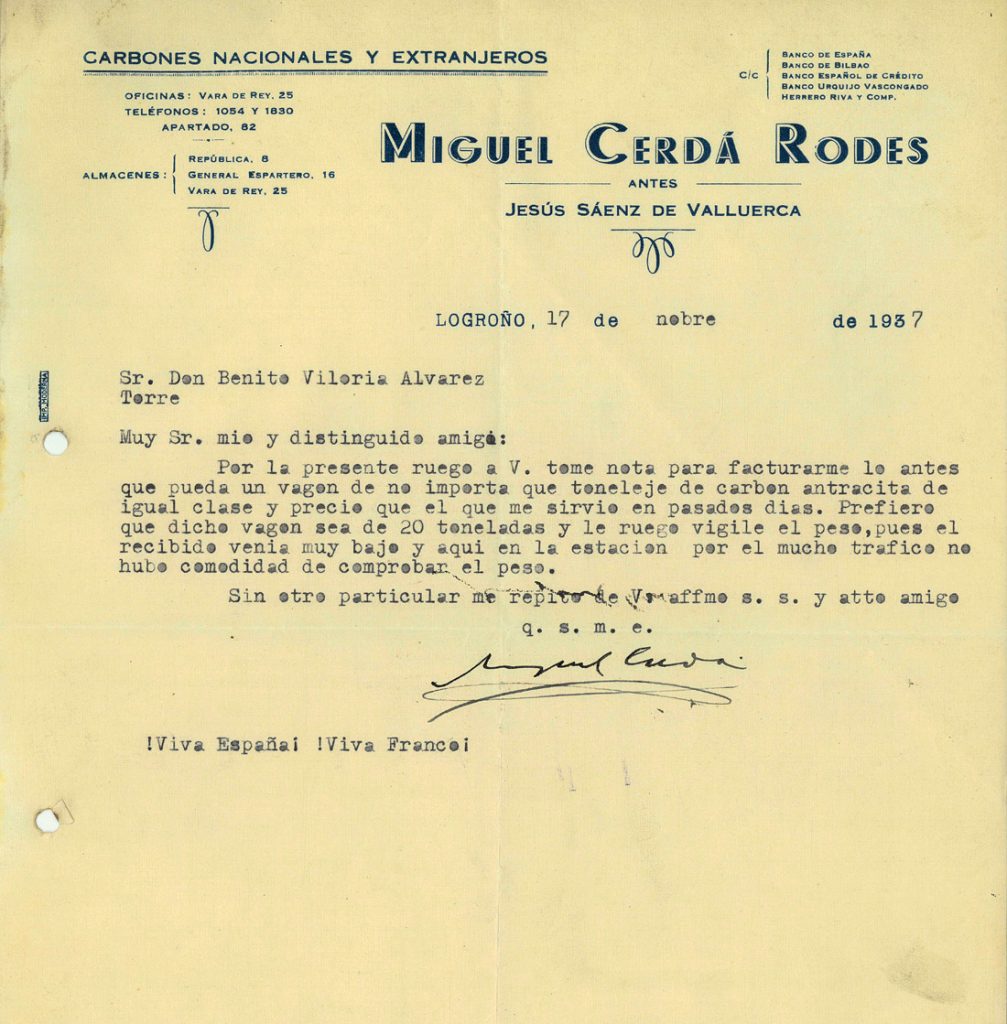 CARBONES NACIONALES Y EXTRANJEROS
OFICINAS: VARA DE REY, 25
TELÉFONOS: 1054 Y 1830
APARTADO, 82
ALMACENES:
REPÚBLICA, 8
GENERAL ESPARTERO, 16
VARA DE REY, 25
C/C
BANCO DE ESPAÑA
BANCO DE BILBAO
BANCO ESPAÑOL DE CRÉDITO
BANCO URQUIJO VASCONGADO
HERRERO RIVA Y COMP.
MIGUEL CERDÁ RODES
ANTES
JESÚS SÁENZ DE VALLUERCA
LOGROÑO, 17 de nobre de 1937
Sr. Don Benito Viloria Alvarez
Torre
Muy Sr. mio y distinguido amigo:
Por la presente ruego a V. tome nota para facturarme lo antes
que pueda un vagon de no importa que toneleje de carbon antracita de
igual clase y precio que el que me sirvio en pasados dias. Prefiero
que dicho vagon sea de 20 toneladas y le ruego vigile el peso,pues el
recibido venia muy bajo y aqui en la estacion por el mucho trafico no
hubo comodidad de comprobar el peso.
Sin otro particular me repito de V. affmo s. s. y atto amigo
q. s. m. e.
Miguel Cerdá
!Viva España¡ !Viva Franco¡